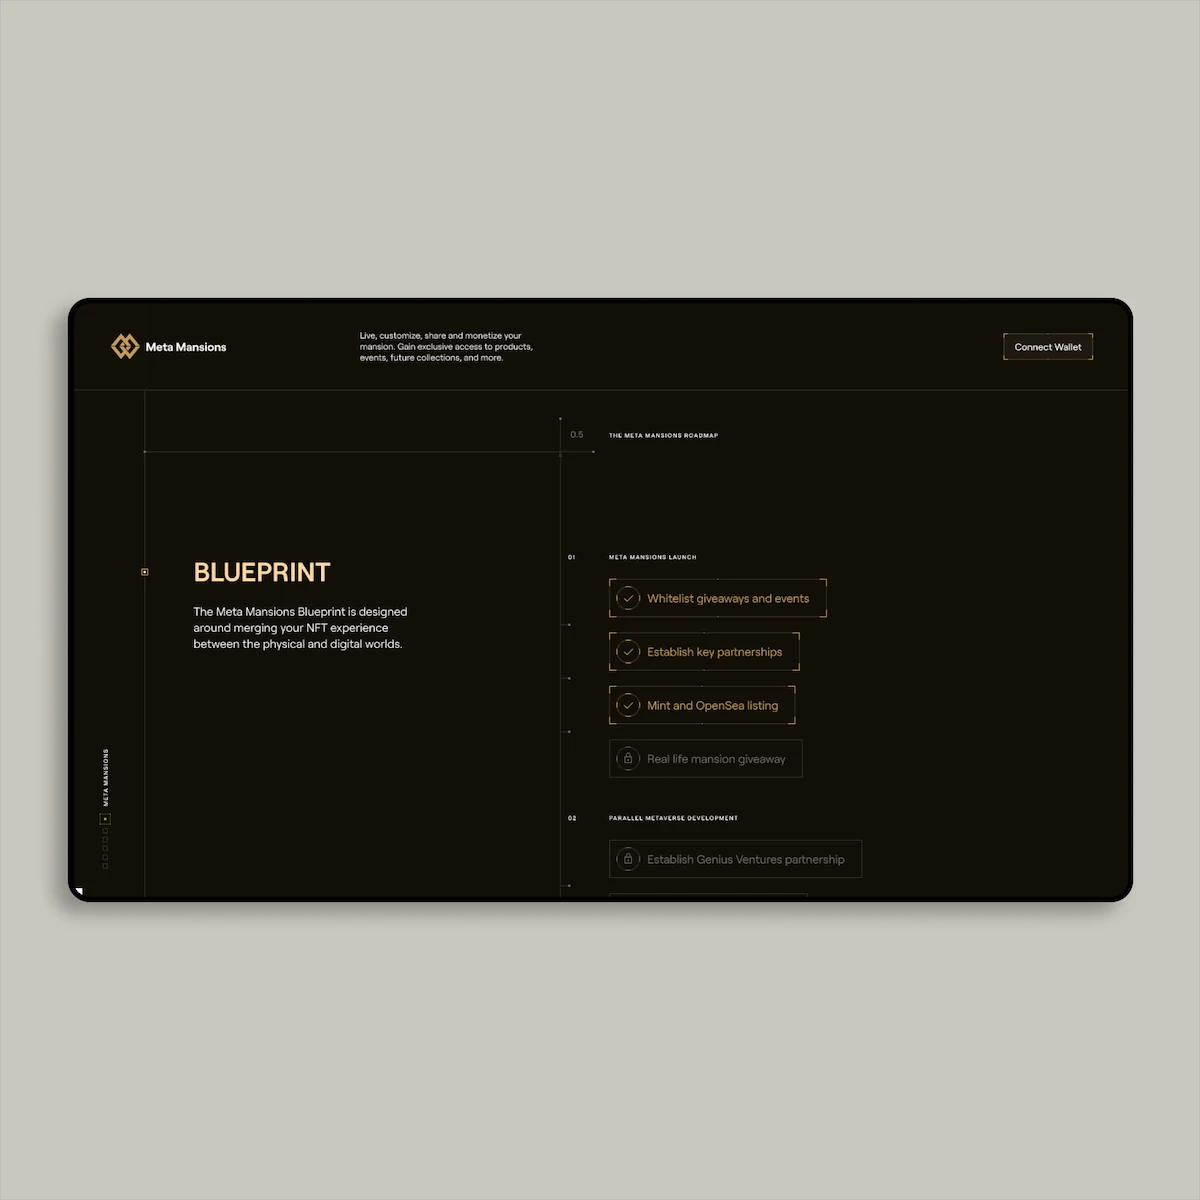 Meta Mansions
Live, customize, share and monetize your
mansion. Gain exclusive access to products,
events, future collections, and more.
Connect Wallet
0.5
THE META MANSIONS ROADMAP
BLUEPRINT
The Meta Mansions Blueprint is designed
around merging your NFT experience
between the physical and digital worlds.
01
META MANSIONS LAUNCH
Whitelist giveaways and events
Establish key partnerships
Mint and OpenSea listing
Real life mansion giveaway
02
PARALLEL METAVERSE DEVELOPMENT
Establish Genius Ventures partnership
META MANSIONS